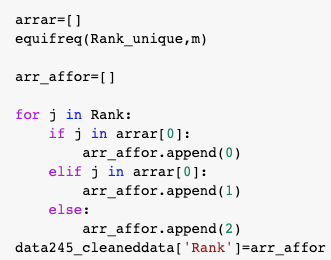 arrar=[]
equifreq(Rank_unique,m)
arr_affor=[]
for j in Rank:
    if j in arrar[0]:
        arr_affor.append(0)
    elif j in arrar[0]:
        arr_affor.append(1)
    else:
        arr_affor.append(2)
data245_cleaneddata['Rank']=arr_affor